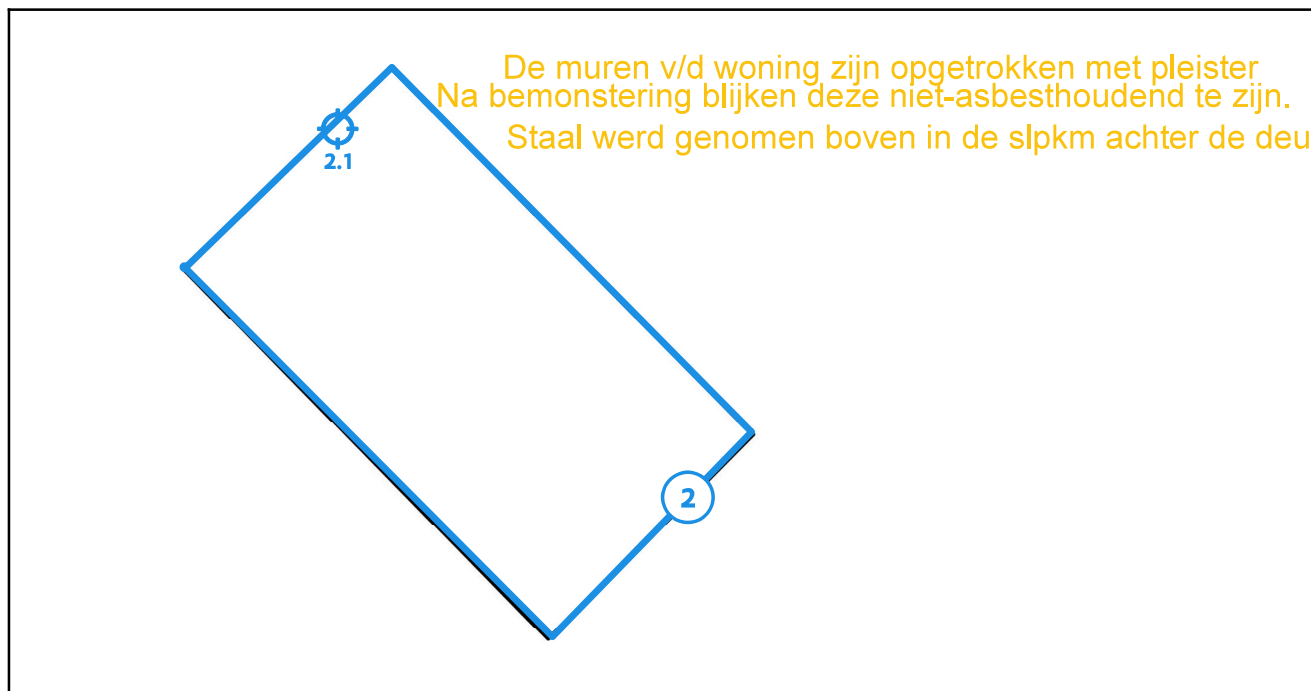 De muren v/d woning zijn opgetrokken met pleister
Na bemonstering blijken deze niet-asbesthoudend te zijn.
Staal werd genomen boven in de slpkm achter de deu
2.1
2